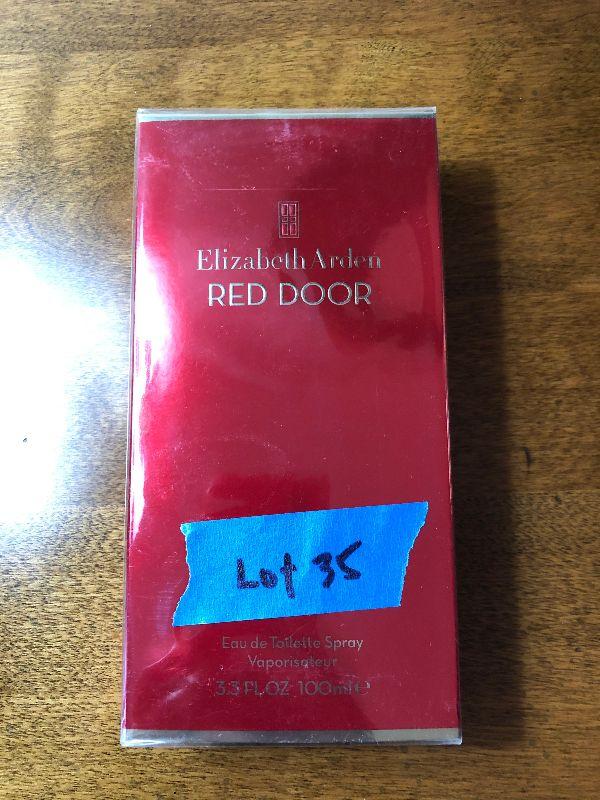 Elizabeth Arden
RED DOOR
Lot 35
Eau de Toilette Spray
Vaporisateur
3.3 FL.OZ 100ml ℮